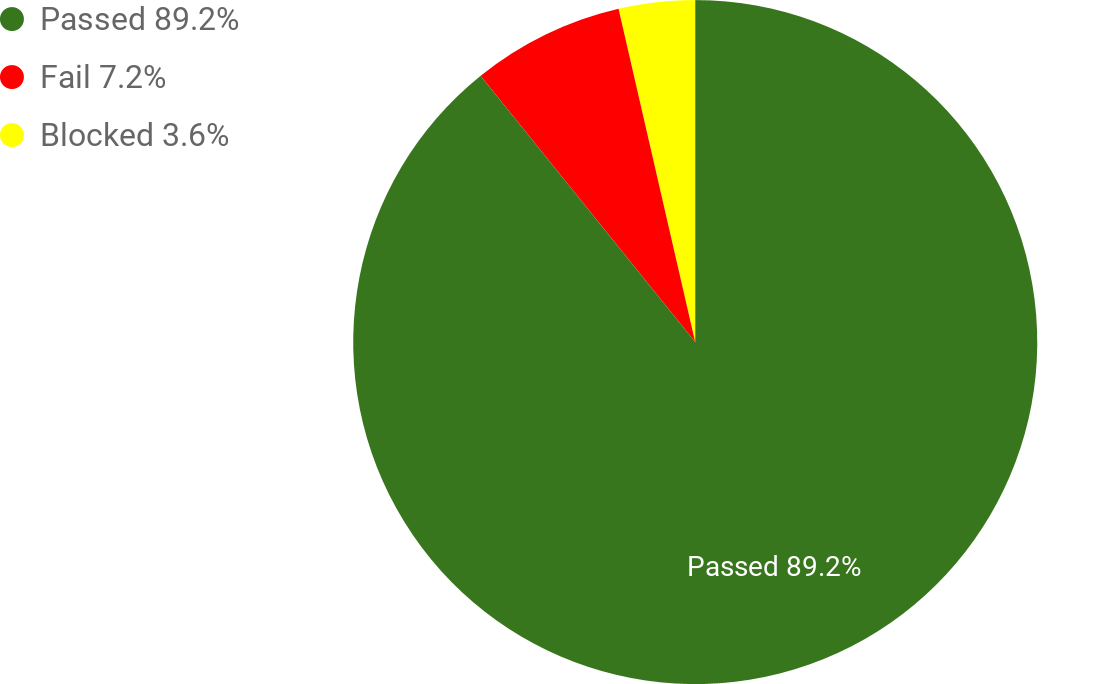 Passed 89.2%
Fail 7.2%
Blocked 3.6%
Passed 89.2%